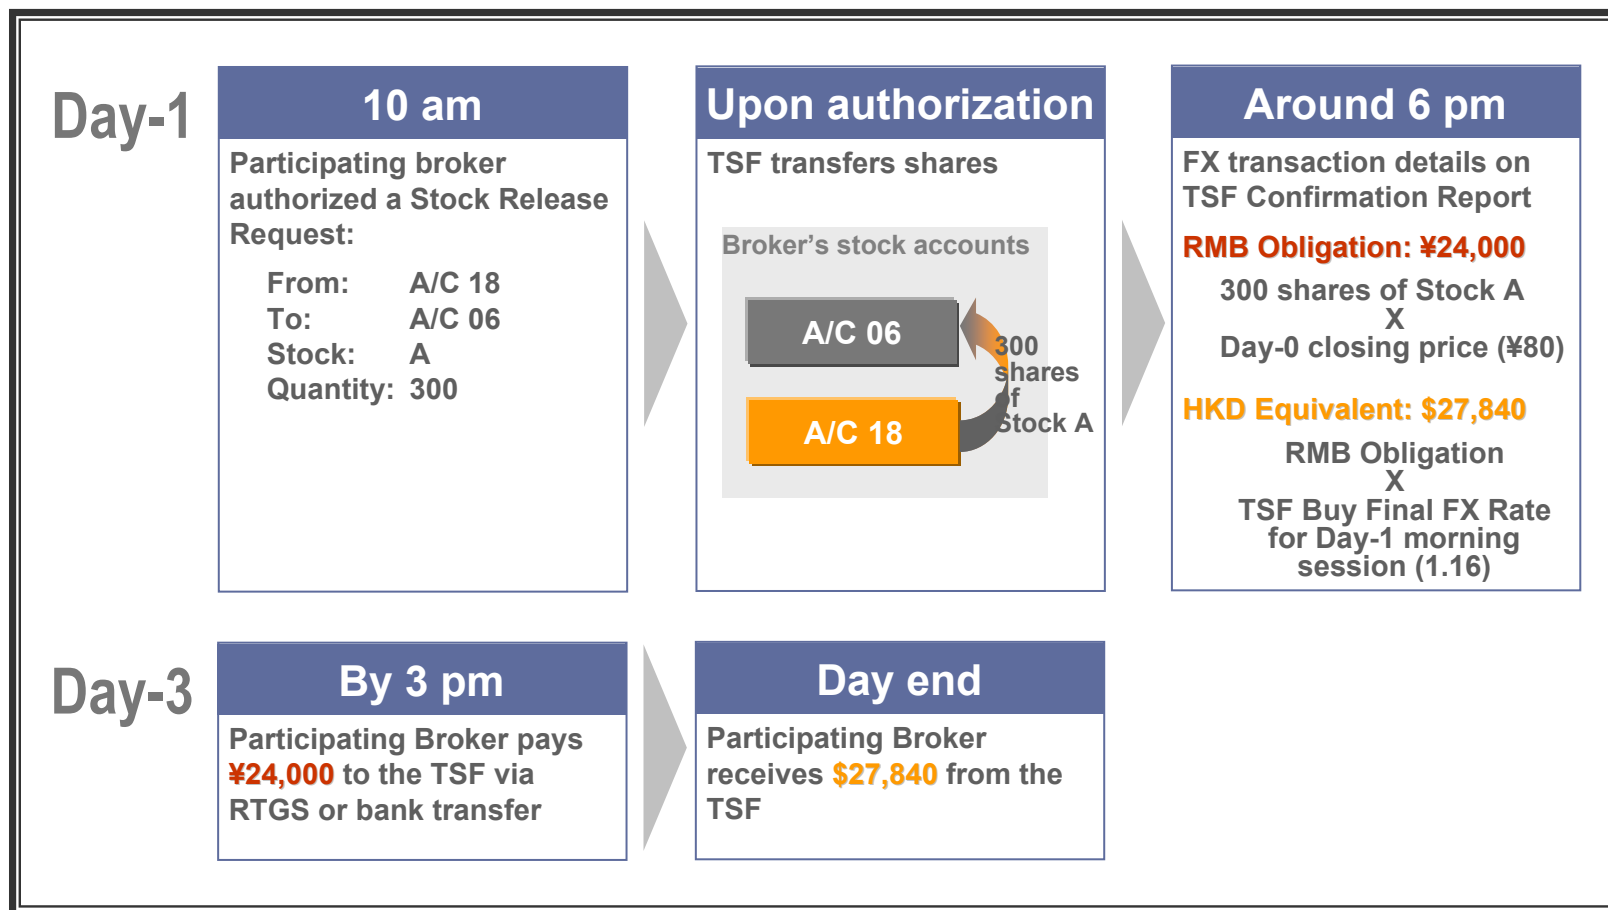 Day-1
10 am
Participating broker
authorized a Stock Release
Request:
From: A/C 18
To: A/C 06
Stock: A
Quantity: 300
Upon authorization
TSF transfers shares
Broker's stock accounts
A/C 06
A/C 18
300
shares
of
Stock A
Around 6 pm
FX transaction details on
TSF Confirmation Report
RMB Obligation: ¥24,000
300 shares of Stock A
X
Day-0 closing price (¥80)
HKD Equivalent: $27,840
RMB Obligation
X
TSF Buy Final FX Rate
for Day-1 morning
session (1.16)
Day-3
By 3 pm
Participating Broker pays
¥24,000 to the TSF via
RTGS or bank transfer
Day end
Participating Broker
receives $27,840 from the
TSF